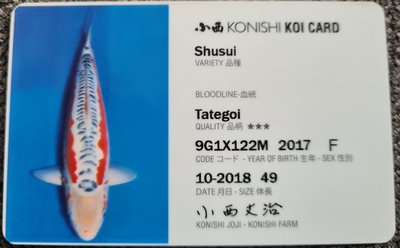 小西 KONISHI KOI CARD
Shusui
VARIETY 品種
BLOODLINE-血統
Tategoi
QUALITY 品柄 ★★★
9G1X122M 2017 F
CODE コード - YEAR OF BIRTH 生年 - SEX 性別
10-2018 49
DATE 月日 - SIZE 体長
小西丈治
KONISHI JOJI - KONISHI FARM